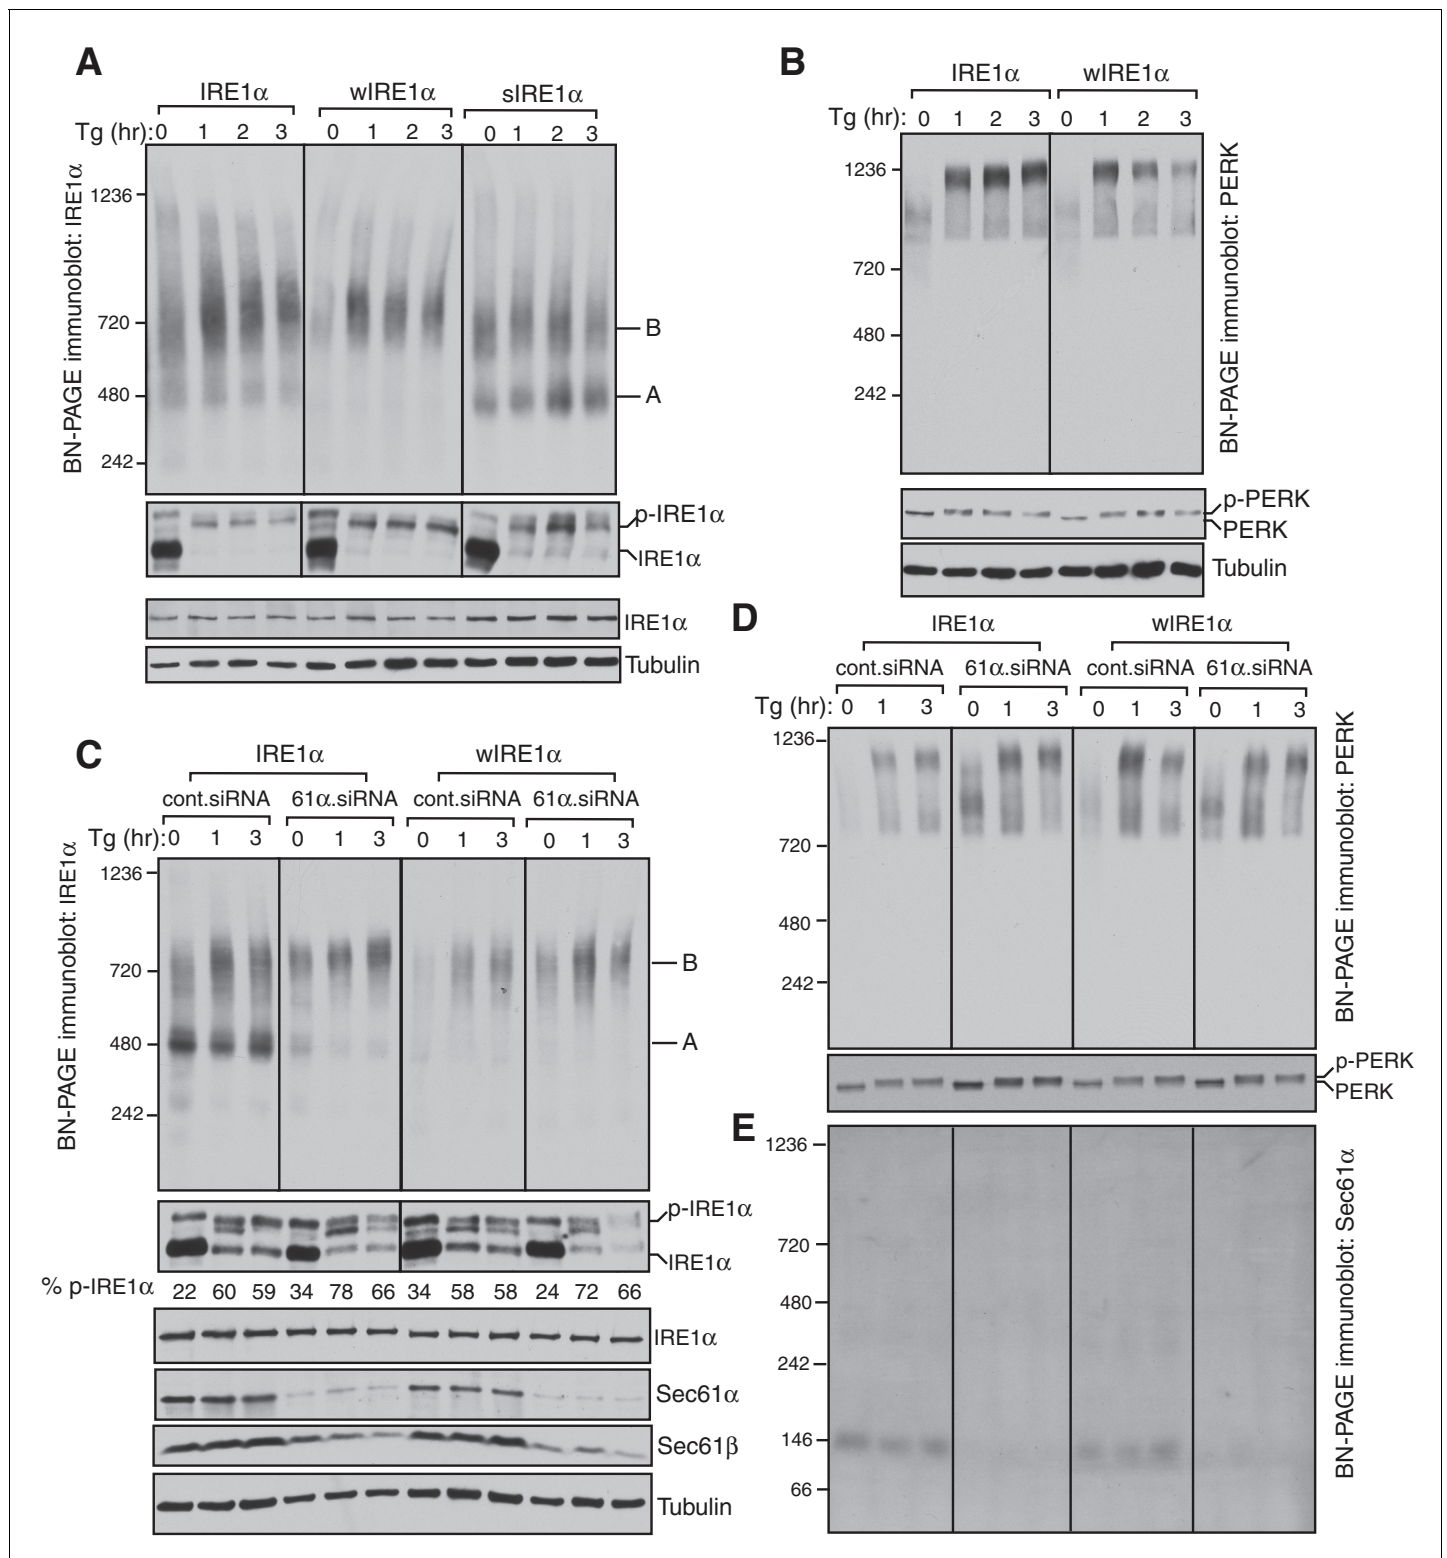 A
IRE1α wIRE1α sIRE1α
Tg (hr): 0 1 2 3 0 1 2 3 0 1 2 3
BN-PAGE immunoblot: IRE1α
1236
720
480
242
B
A
p-IRE1α
IRE1α
IRE1α
Tubulin
B
IRE1α wIRE1α
Tg (hr): 0 1 2 3 0 1 2 3
1236
720
480
242
BN-PAGE immunoblot: PERK
p-PERK
PERK
Tubulin
C
IRE1α wIRE1α
cont.siRNA 61α.siRNA cont.siRNA 61α.siRNA
Tg (hr): 0 1 3 0 1 3 0 1 3 0 1 3
BN-PAGE immunoblot: IRE1α
1236
720
480
242
B
A
p-IRE1α
IRE1α
% p-IRE1α 22 60 59 34 78 66 34 58 58 24 72 66
IRE1α
Sec61α
Sec61β
Tubulin
D
IRE1α wIRE1α
cont.siRNA 61α.siRNA cont.siRNA 61α.siRNA
Tg (hr): 0 1 3 0 1 3 0 1 3 0 1 3
1236
720
480
242
BN-PAGE immunoblot: PERK
p-PERK
PERK
E
1236
720
480
242
146
66
BN-PAGE immunoblot: Sec61α